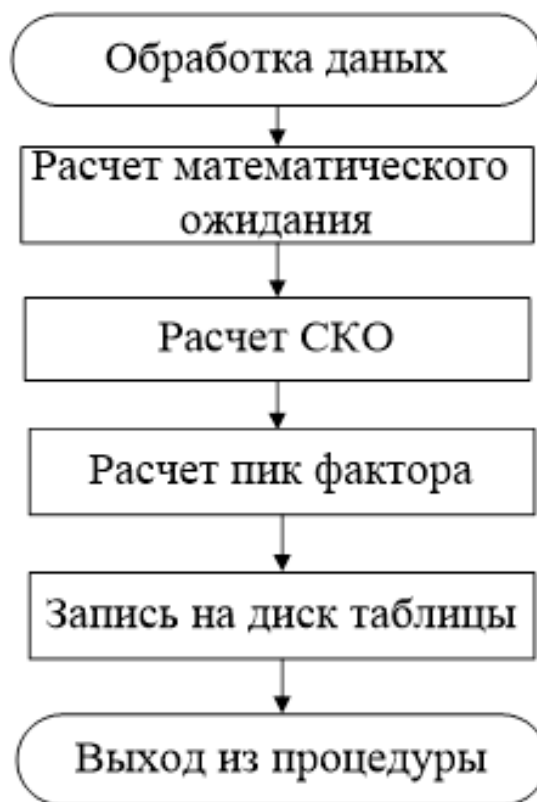 Обработка даных
Расчет математического
ожидания
Расчет СКО
Расчет пик фактора
Запись на диск таблицы
Выход из процедуры